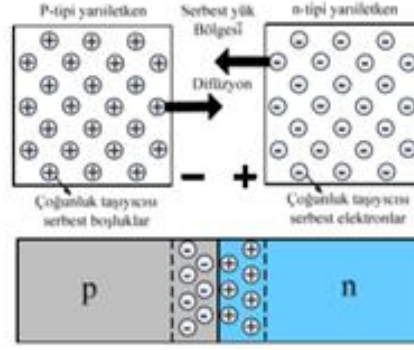 P-tipi yarıiletken
Serbest yük
Bölgesi
n-tipi yarıiletken
Difüzyon
Çoğunluk taşıyıcısı
serbest boşluklar
- +
Çoğunluk taşıyıcısı
serbest elektronlar
p
n